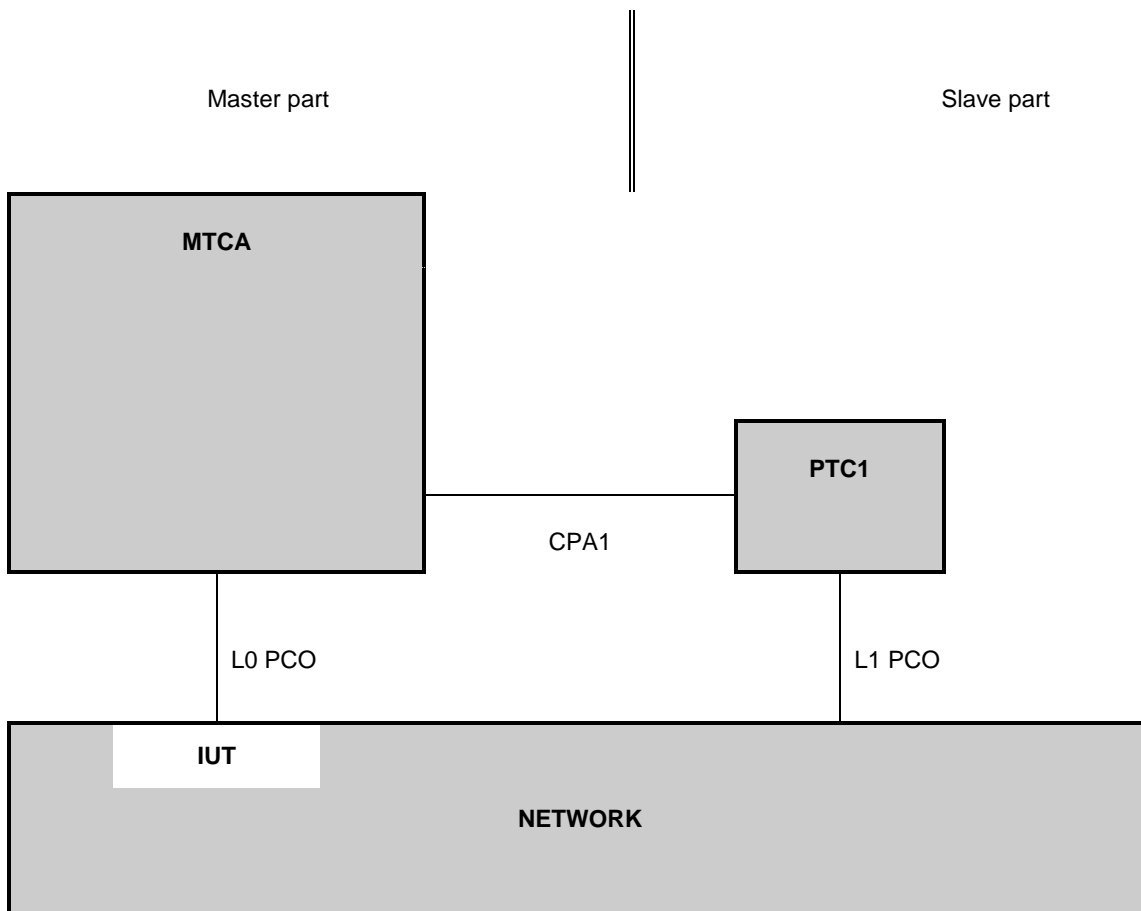 Master part
Slave part
MTCA
PTC1
CPA1
L0 PCO
L1 PCO
IUT
NETWORK